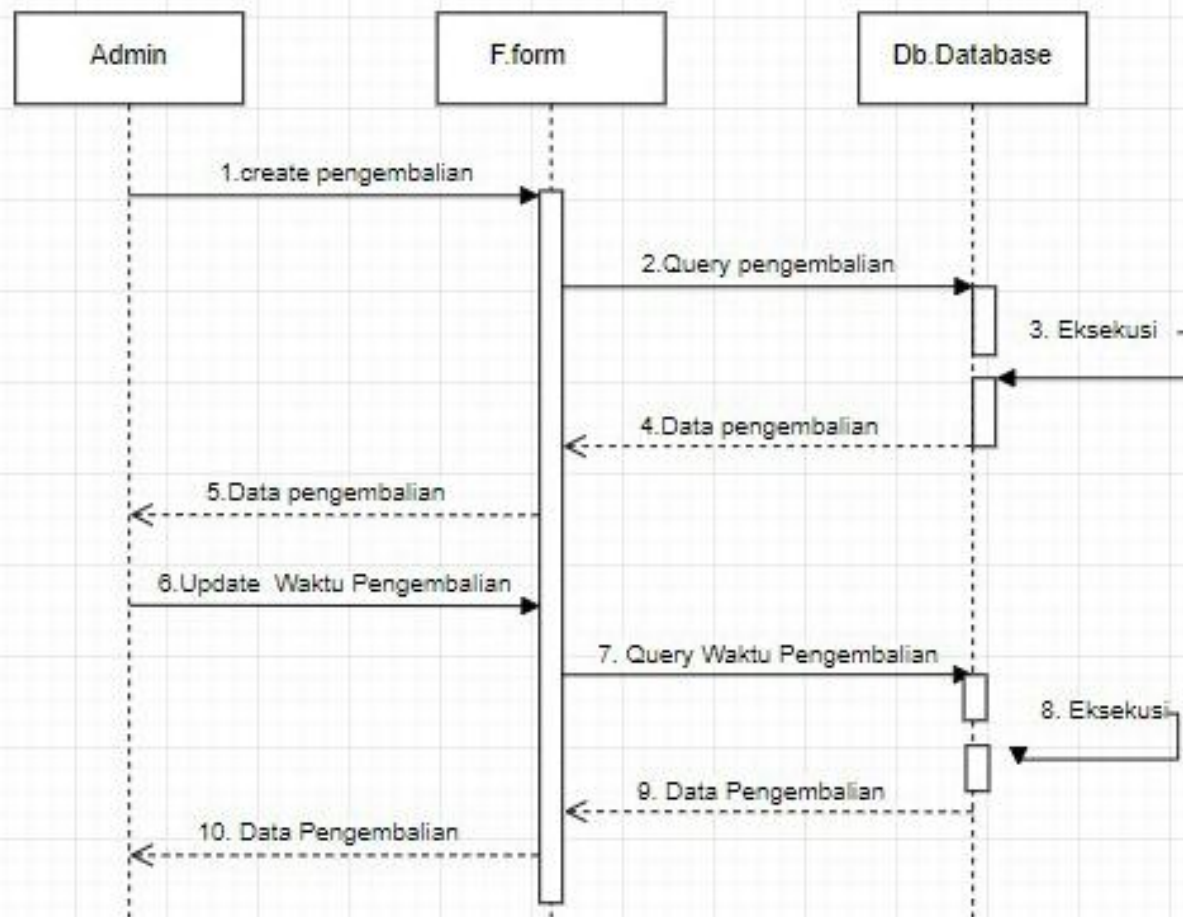 Admin
F.form
Db.Database
1.create pengembalian
2.Query pengembalian
3. Eksekusi
4.Data pengembalian
5.Data pengembalian
6.Update Waktu Pengembalian
7. Query Waktu Pengembalian
8. Eksekusi
9. Data Pengembalian
10. Data Pengembalian